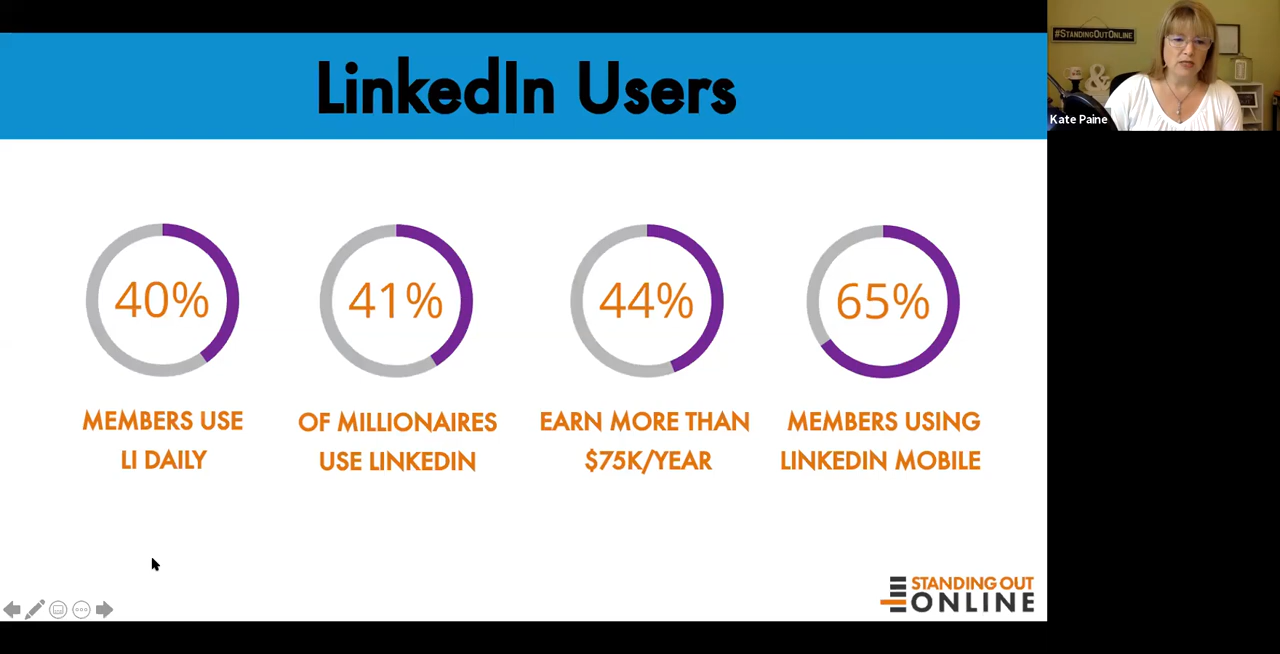 LinkedIn Users
#STANDINGOUTONLINE
Kate Paine
40%
41%
44%
65%
MEMBERS USE
LI DAILY
OF MILLIONAIRES
USE LINKEDIN
EARN MORE THAN
$75K/YEAR
MEMBERS USING
LINKEDIN MOBILE
STANDING OUT
ONLINE